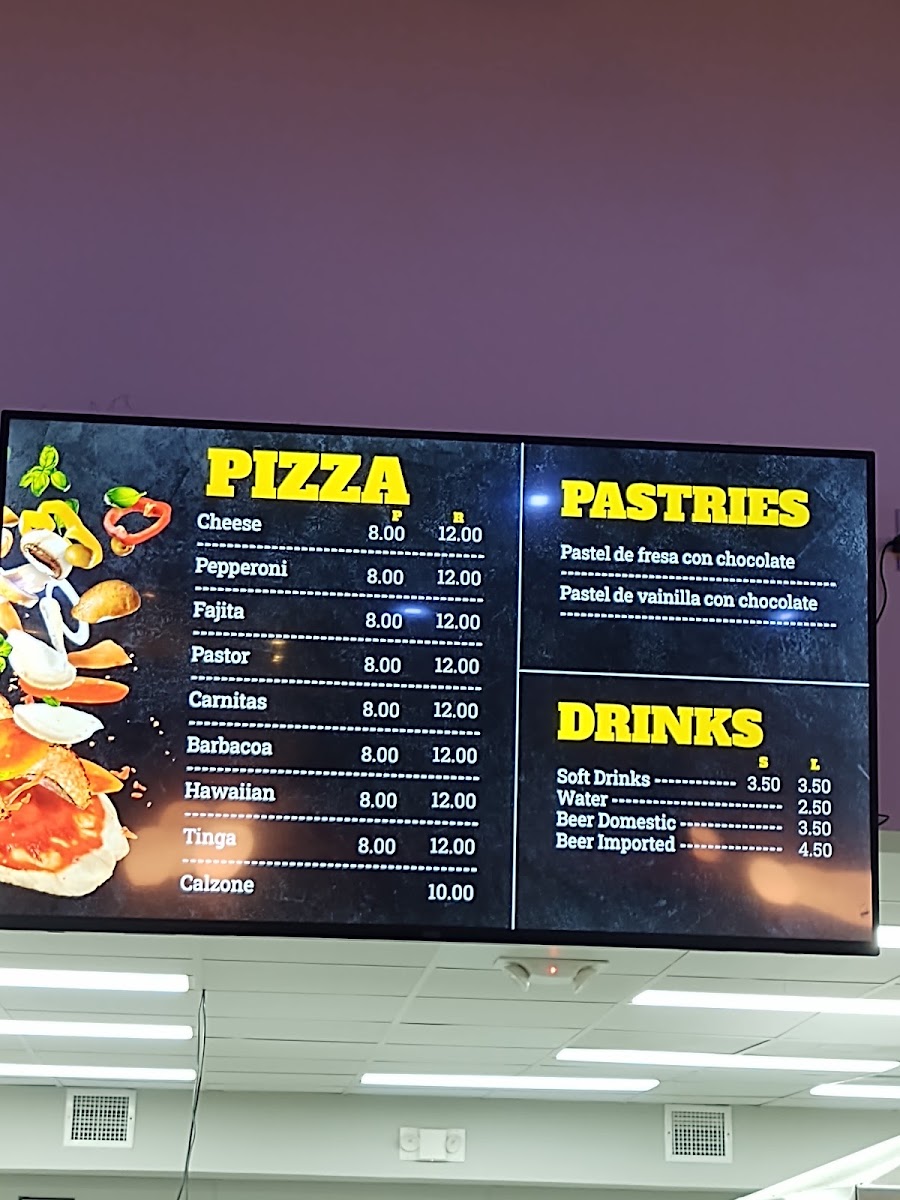 PIZZA
P R
Cheese 8.00 12.00
Pepperoni 8.00 12.00
Fajita 8.00 12.00
Pastor 8.00 12.00
Carnitas 8.00 12.00
Barbacoa 8.00 12.00
Hawaiian 8.00 12.00
Tinga 8.00 12.00
Calzone 10.00
PASTRIES
Pastel de fresa con chocolate
Pastel de vainilla con chocolate
DRINKS
S L
Soft Drinks ------------ 3.50 3.50
Water ------------------------ 2.50
Beer Domestic --------------- 3.50
Beer Imported --------------- 4.50